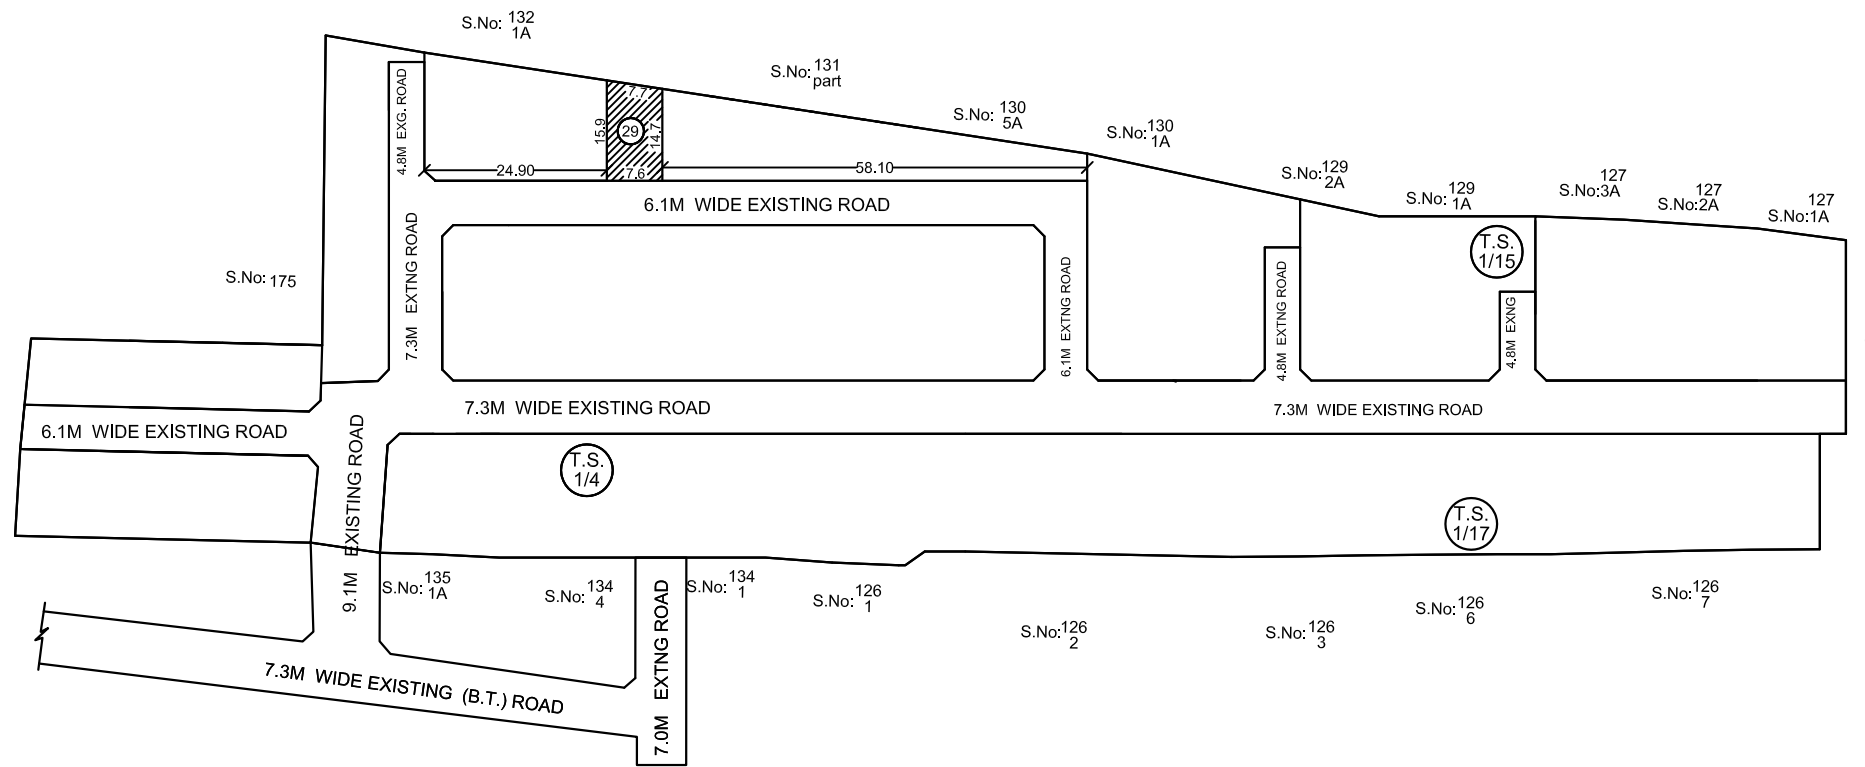 S.No: 132
1A
S.No: 131
part
S.No: 130
5A
S.No: 130
1A
S.No: 129
2A
S.No: 129
1A
127
S.No:3A
127
S.No:2A
127
S.No:1A
4.8M EXG. ROAD
7.7
15.9
29
14.7
7.6
24.90
58.10
6.1M WIDE EXISTING ROAD
T.S.
1/15
S.No: 175
7.3M EXTNG ROAD
6.1M EXTNG ROAD
4.8M EXTNG ROAD
4.8M EXNG
7.3M WIDE EXISTING ROAD
7.3M WIDE EXISTING ROAD
6.1M WIDE EXISTING ROAD
9.1M EXISTING ROAD
T.S.
1/4
T.S.
1/17
S.No: 135
1A
S.No: 134
4
S.No: 134
1
S.No: 126
1
S.No: 126
2
S.No: 126
3
S.No: 126
6
S.No: 126
7
7.3M WIDE EXISTING (B.T.) ROAD
7.0M EXTNG ROAD